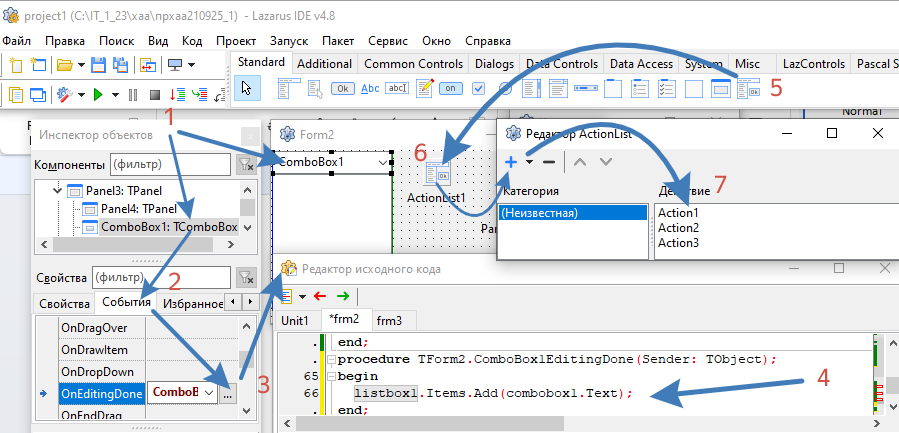 project1 (C:\IT_1_23\хаа\прхаа210925_1) – Lazarus IDE v4.8
Файл Правка Поиск Вид Код Проект Запуск Пакет Сервис Окно Справка
Standard Additional Common Controls Dialogs Data Controls Data Access System Misc LazControls Pascal S
Ok Abc abcI on Ok
5
1
Инспектор объектов
Компоненты (фильтр)
Panel3: TPanel
Panel4: TPanel
ComboBox1: TComboBox
2
Свойства (фильтр)
Свойства События Избранное
OnDragOver
OnDrawItem
OnDropDown
OnEditingDone ComboB ...
OnEndDrag
3
Form2
ComboBox1
6
Ok
ActionList1
Pa
Normal
Редактор ActionList
7
Категория Действие
(Неизвестная)
Action1
Action2
Action3
Редактор исходного кода
Unit1 *frm2 frm3
end;
procedure TForm2.ComboBox1EditingDone(Sender: TObject);
65 begin
66 listbox1.Items.Add(combobox1.Text);
end;
4